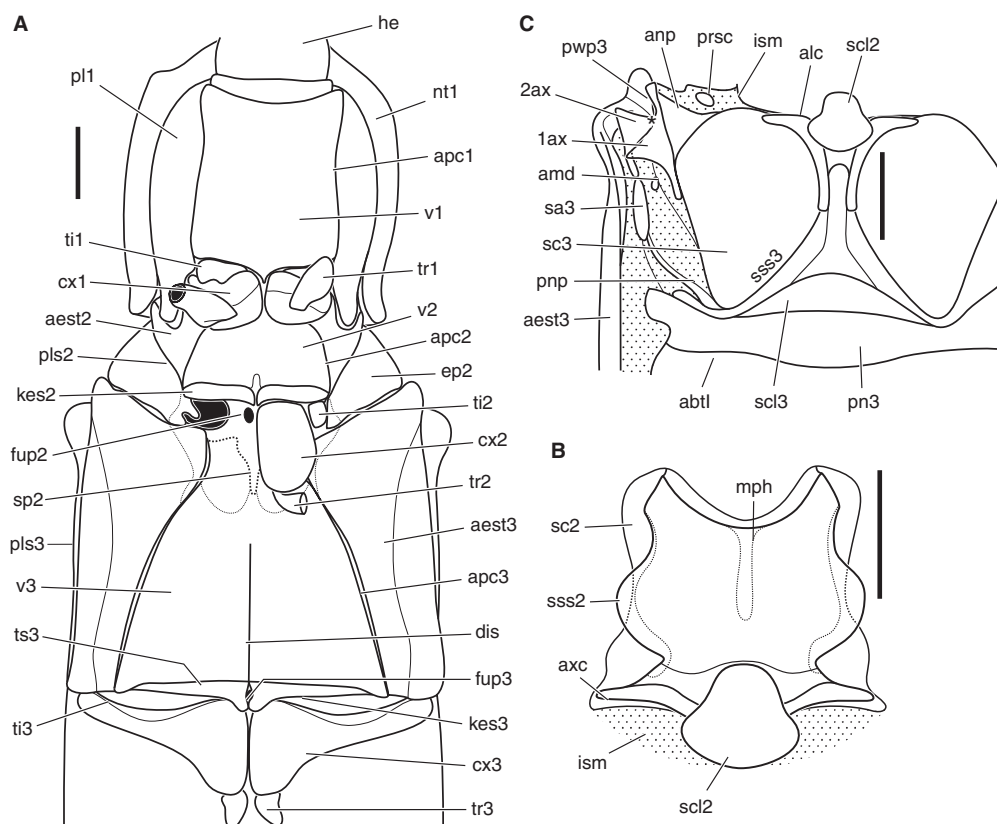 A
he
pl1
nt1
apc1
v1
ti1
tr1
cx1
aest2
v2
pls2
apc2
kes2
ep2
ti2
fup2
cx2
sp2
tr2
pls3
aest3
v3
apc3
ts3
dis
fup3
ti3
kes3
cx3
tr3
C
pwp3
anp
prsc
ism
alc
scl2
2ax
*
1ax
amd
sa3
sc3
sss3
pnp
aest3
abtI
scl3
pn3
B
mph
sc2
sss2
axc
ism
scl2